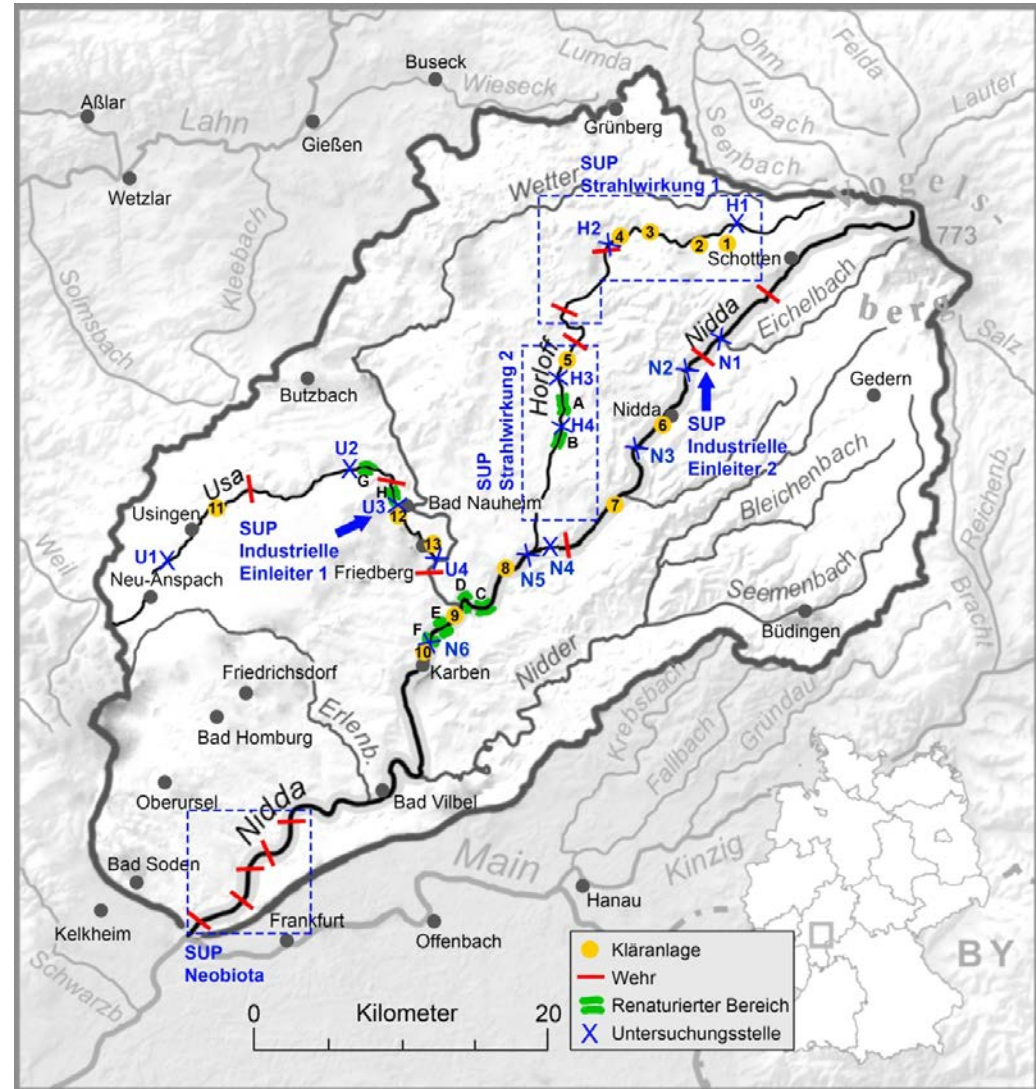 Buseck
Lumda
Ohm
Felda
Aßlar
Wieseck
Ilsbach
Lauter
Lahn
Gießen
Grünberg
Seenbach
Wetzlar
SUP
Strahlwirkung 1
Wetter
Vogels-
H1
H2
4
3
2
1
Schotten
773
Kleebach
Solmsbach
berg
Salz
Eichelbach
Nidda
Horloff
5
N1
N2
H3
Butzbach
A
SUP
Strahlwirkung 2
H4
B
Nidda
6
SUP
Industrielle
Einleiter 2
Gedern
N3
U2
G
H
Usa
Bad Nauheim
U3
12
11
Usingen
SUP
Industrielle
Einleiter 1
7
Bleichenbach
Reichenb.
13
U1
Friedberg
U4
N5
N4
8
Weil
Neu-Anspach
D
C
Seemenbach
Bracht
E
9
F
N6
10
Karben
Büdingen
Nidder
Friedrichsdorf
Erlenb.
Bad Homburg
Krebsbach
Fallbach
Gründau
Oberursel
Nidda
Bad Vilbel
Bad Soden
Main
Kinzig
Hanau
Kelkheim
Frankfurt
Offenbach
SUP
Neobiota
Schwarzb
BY
Kläranlage
Wehr
Renaturierter Bereich
Untersuchungsstelle
0 Kilometer 20